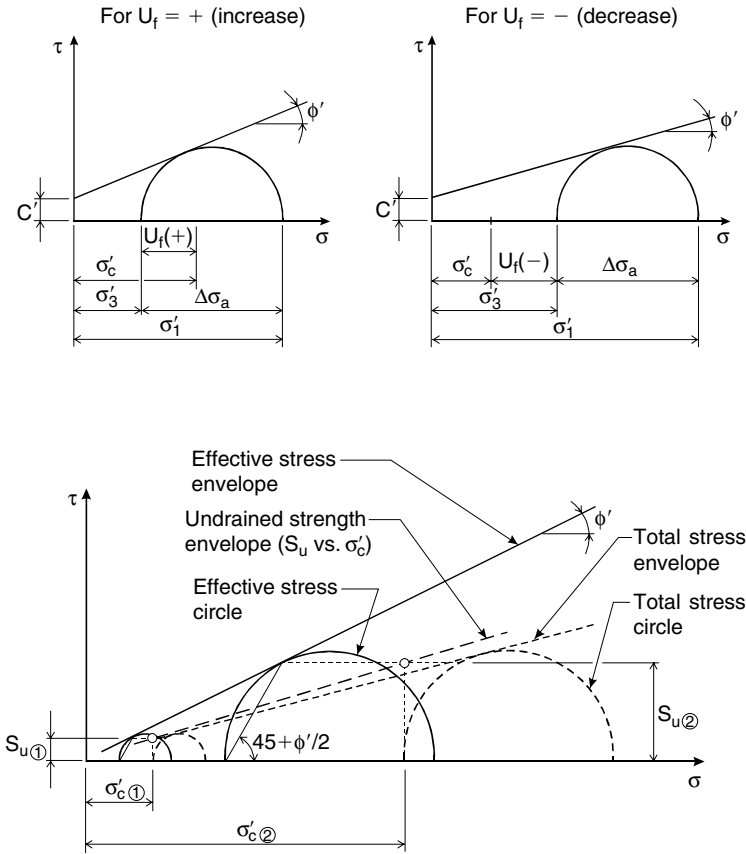 For U_f = + (increase)
τ
ϕ′
C′
σ
U_f(+)
σ′_c
σ′_3
Δσ_a
σ′_1
For U_f = − (decrease)
τ
ϕ′
C′
σ
σ′_c
U_f(−)
Δσ_a
σ′_3
σ′_1
Effective stress
envelope
τ
Undrained strength
envelope (S_u vs. σ′_c)
ϕ′
Total stress
envelope
Effective stress
circle
Total stress
circle
S_u①
45+ϕ′/2
S_u②
σ
σ′_c①
σ′_c②